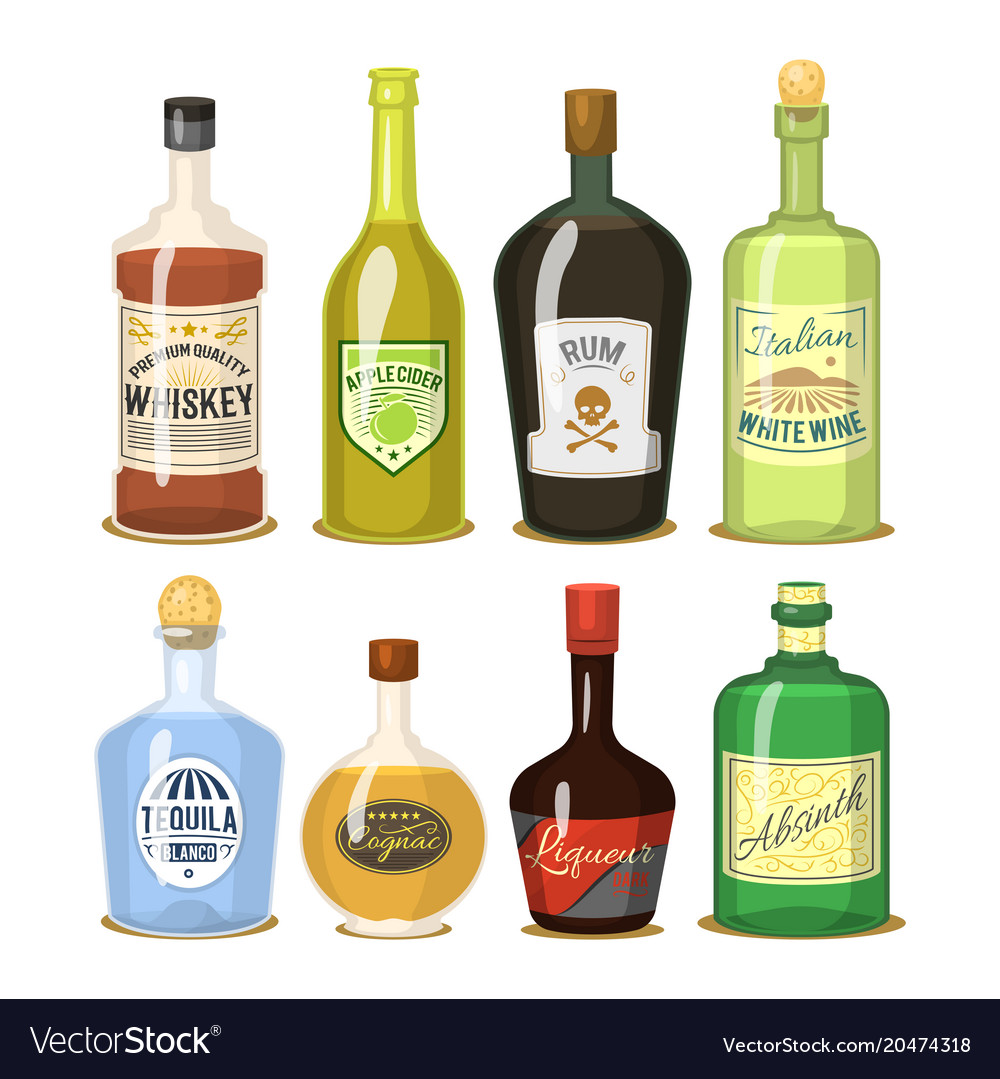 PREMIUM QUALITY
WHISKEY
APPLE CIDER
RUM
Italian
WHITE WINE
TEQUILA
BLANCO
Cognac
Liqueur
DARK
Absinth
VectorStock®
VectorStock.com/20474318